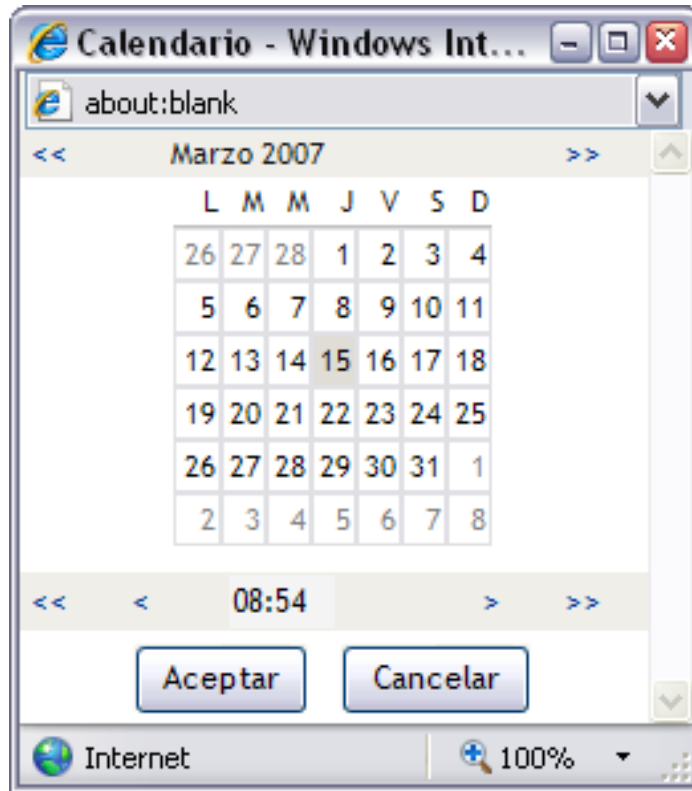 Calendario - Windows Int...
about:blank
<< Marzo 2007 >>
L M M J V S D
26 27 28 1 2 3 4
5 6 7 8 9 10 11
12 13 14 15 16 17 18
19 20 21 22 23 24 25
26 27 28 29 30 31 1
2 3 4 5 6 7 8
<< < 08:54 > >>
Aceptar Cancelar
Internet 100%